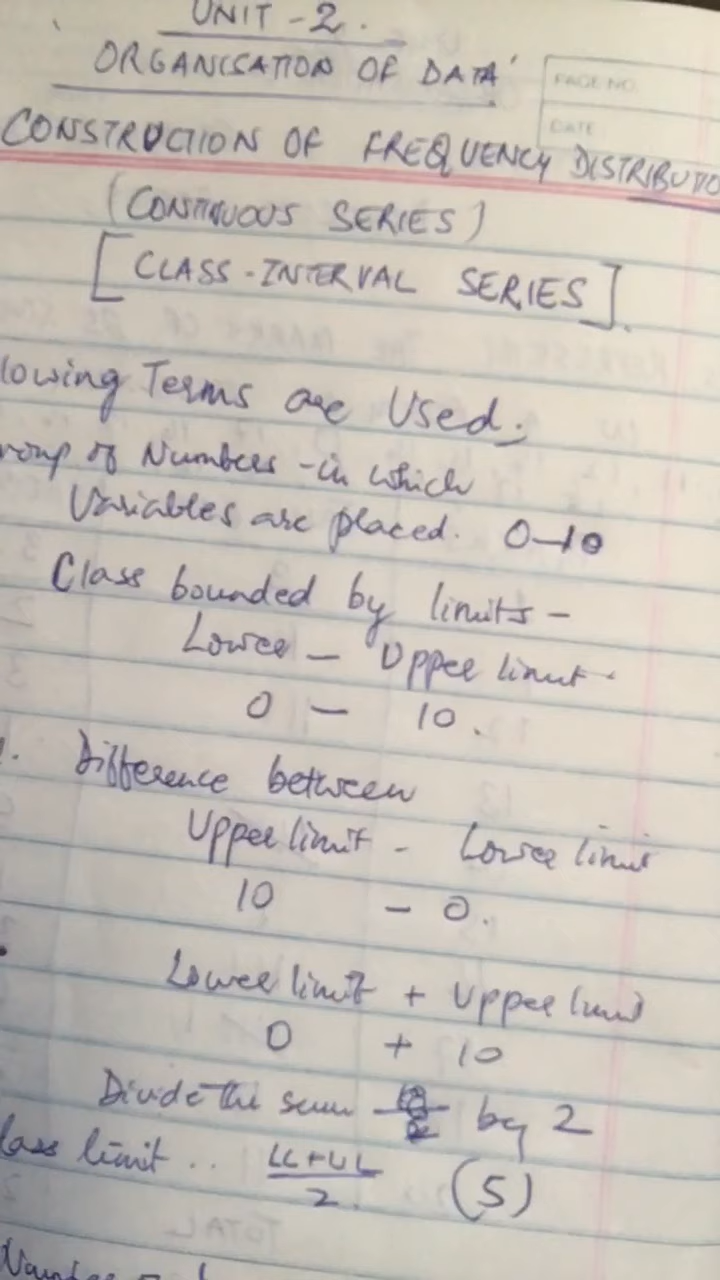 UNIT - 2.
ORGANISATION OF DATA
PAGE NO.
DATE
CONSTRUCTION OF FREQUENCY DISTRIBUTIO
(CONTINUOUS SERIES)
[CLASS - INTERVAL SERIES].
lowing Terms are Used:
roup of Numbers - in which
Variables are placed. 0-10
Class bounded by limits -
Lower - Upper limit.
0 - 10.
. Difference between
Upper limit - Lower limit
10 - 0.
Lower limit + Upper limit
0 + 10
Divide the sum by 2
lass limit .. LL+UL/2. (5)
TOTAL
Number